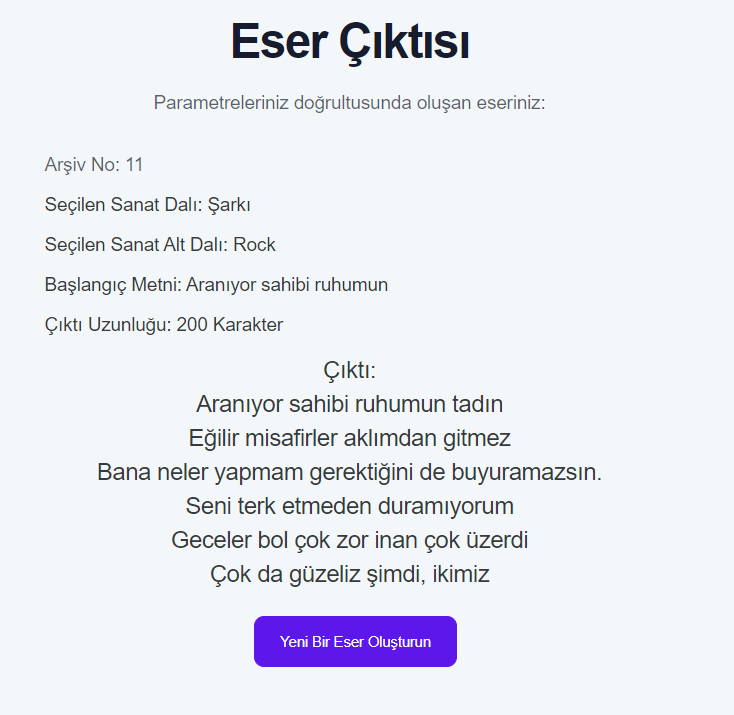 Eser Çıktısı
Parametreleriniz doğrultusunda oluşan eseriniz:
Arşiv No: 11
Seçilen Sanat Dalı: Şarkı
Seçilen Sanat Alt Dalı: Rock
Başlangıç Metni: Aranıyor sahibi ruhumun
Çıktı Uzunluğu: 200 Karakter
Çıktı:
Aranıyor sahibi ruhumun tadın
Eğilir misafirler aklımdan gitmez
Bana neler yapmam gerektiğini de buyuramazsın.
Seni terk etmeden duramıyorum
Geceler bol çok zor inan çok üzerdi
Çok da güzeliz şimdi, ikimiz
Yeni Bir Eser Oluşturun